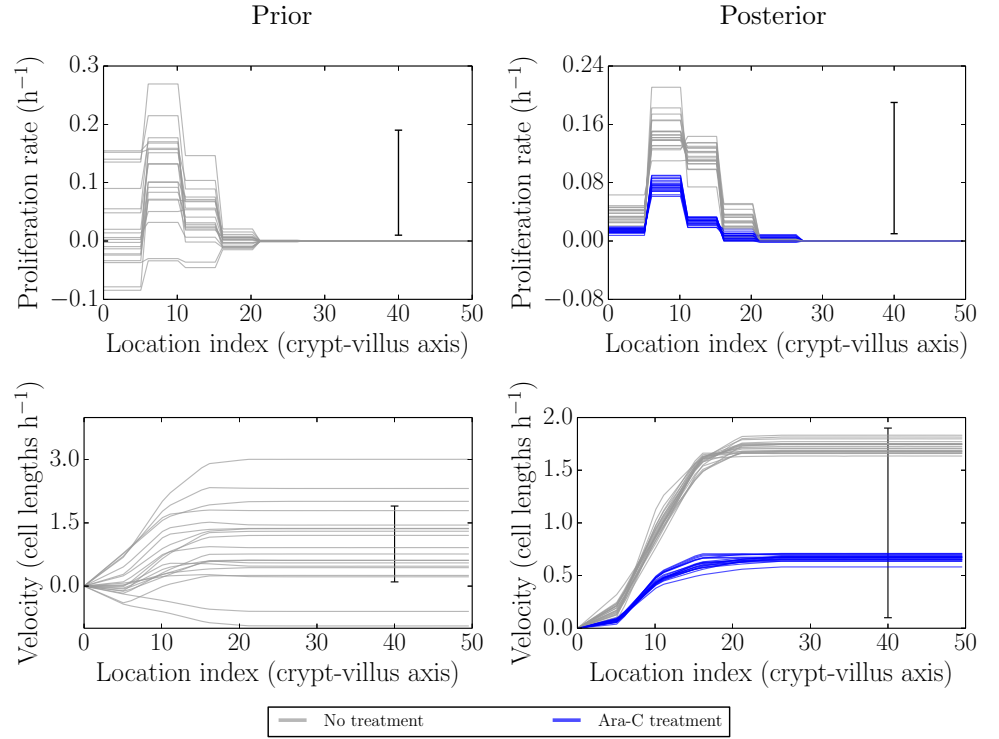 Prior
Posterior
Proliferation rate (h⁻¹)
0.3
0.2
0.1
0.0
−0.1
0 10 20 30 40 50
Location index (crypt-villus axis)
Proliferation rate (h⁻¹)
0.24
0.16
0.08
0.00
−0.08
0 10 20 30 40 50
Location index (crypt-villus axis)
Velocity (cell lengths h⁻¹)
3.0
1.5
0.0
0 10 20 30 40 50
Location index (crypt-villus axis)
Velocity (cell lengths h⁻¹)
2.0
1.5
1.0
0.5
0.0
0 10 20 30 40 50
Location index (crypt-villus axis)
No treatment
Ara-C treatment